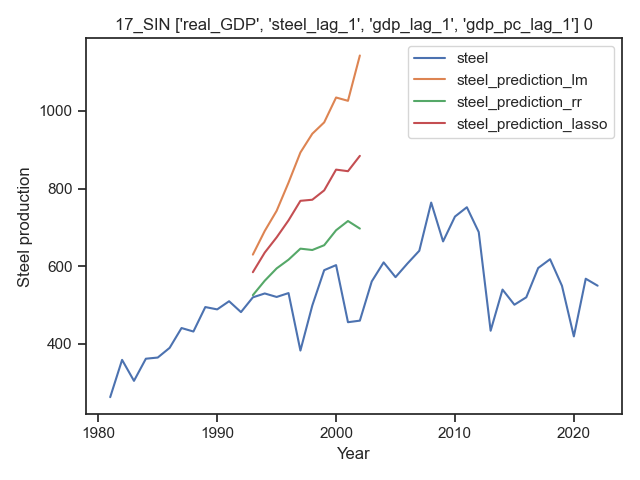 17_SIN ['real_GDP', 'steel_lag_1', 'gdp_lag_1', 'gdp_pc_lag_1'] 0
steel
steel_prediction_lm
steel_prediction_rr
steel_prediction_lasso
Steel production
1000
800
600
400
1980
1990
2000
2010
2020
Year